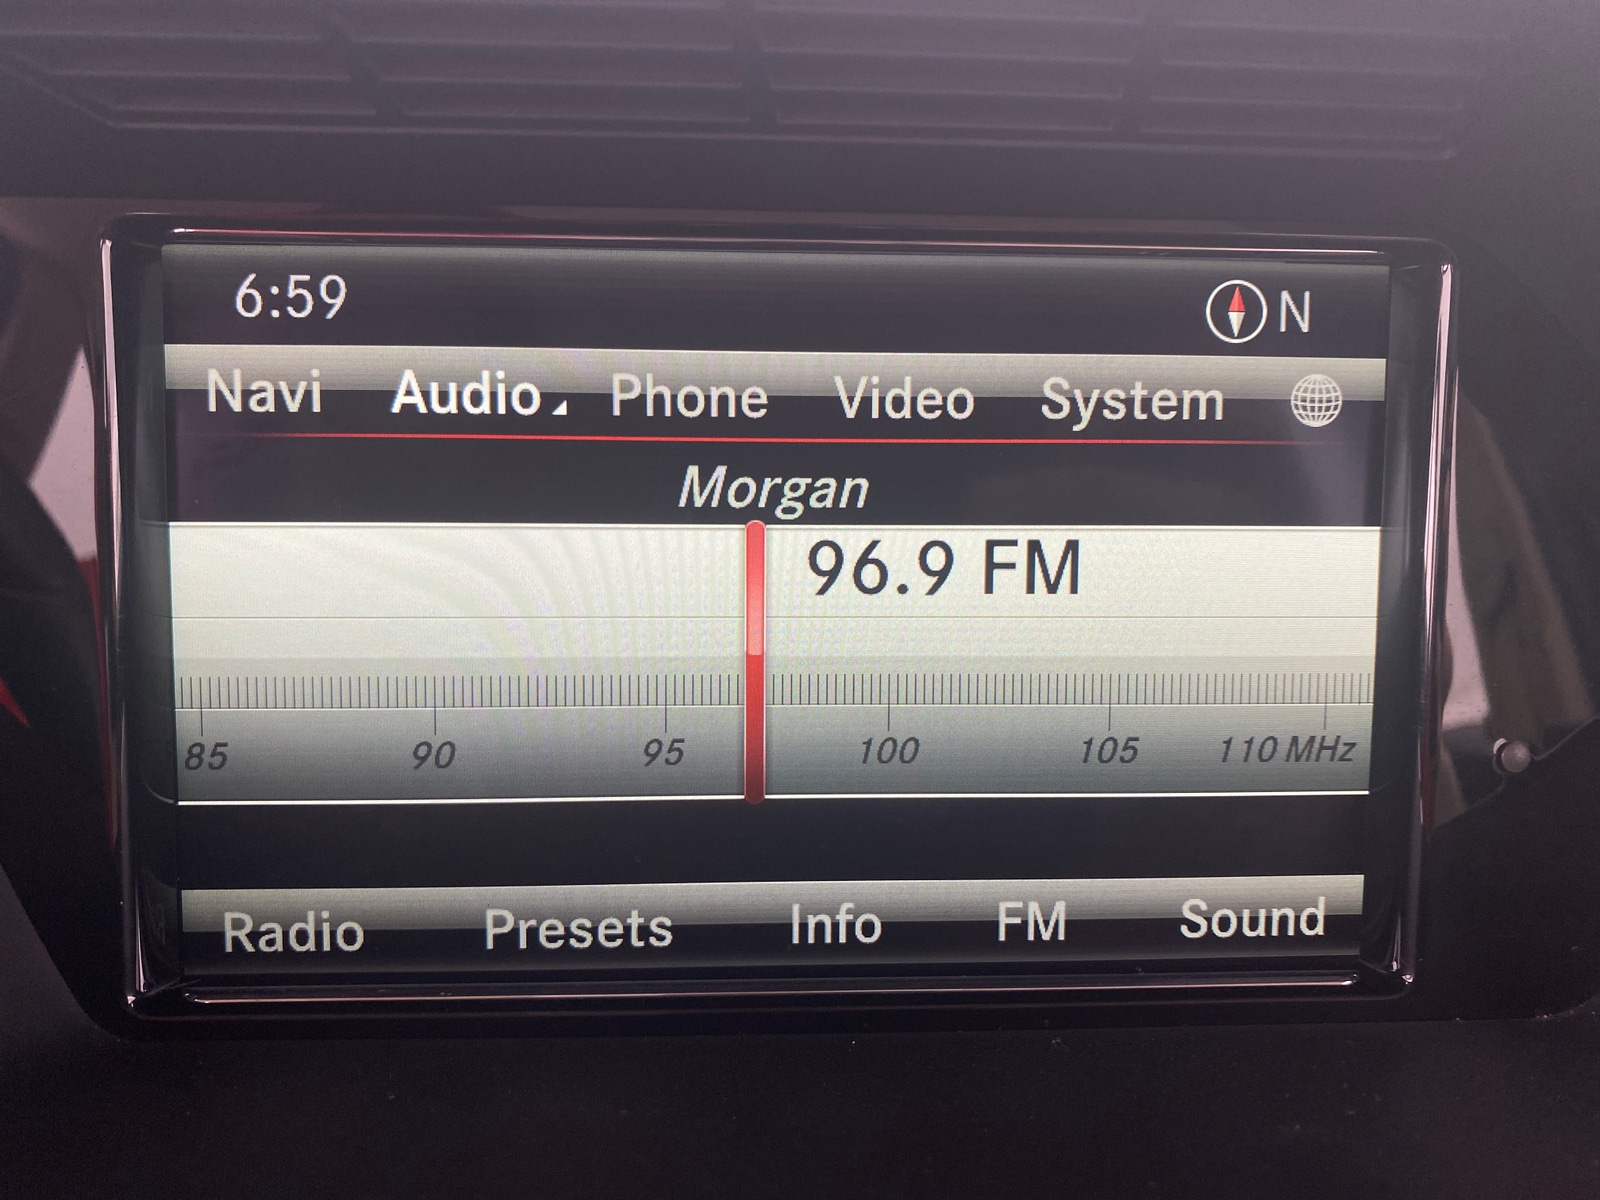 6:59 N
Navi Audio Phone Video System
Morgan
96.9 FM
85 90 95 100 105 110 MHz
Radio Presets Info FM Sound